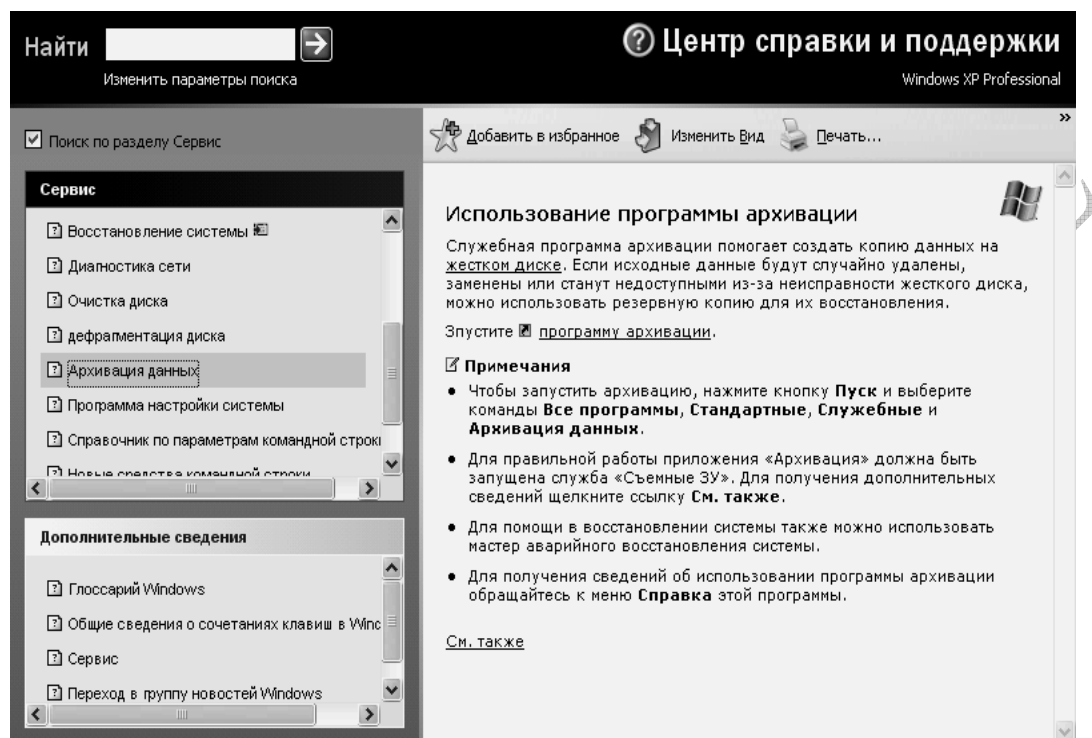 Найти
Изменить параметры поиска
Центр справки и поддержки
Windows XP Professional
Поиск по разделу Сервис
Сервис
Восстановление системы
Диагностика сети
Очистка диска
дефрагментация диска
Архивация данных
Программа настройки системы
Справочник по параметрам командной строки
Новые средства командной строки
Дополнительные сведения
Глоссарий Windows
Общие сведения о сочетаниях клавиш в Winc
Сервис
Переход в группу новостей Windows
Добавить в избранное Изменить Вид Печать... »
Использование программы архивации
Служебная программа архивации помогает создать копию данных на
жестком диске. Если исходные данные будут случайно удалены,
заменены или станут недоступными из-за неисправности жесткого диска,
можно использовать резервную копию для их восстановления.
Зпустите программу архивации.
Примечания
• Чтобы запустить архивацию, нажмите кнопку Пуск и выберите
команды Все программы, Стандартные, Служебные и
Архивация данных.
• Для правильной работы приложения «Архивация» должна быть
запущена служба «Съемные ЗУ». Для получения дополнительных
сведений щелкните ссылку См. также.
• Для помощи в восстановлении системы также можно использовать
мастер аварийного восстановления системы.
• Для получения сведений об использовании программы архивации
обращайтесь к меню Справка этой программы.
См. также